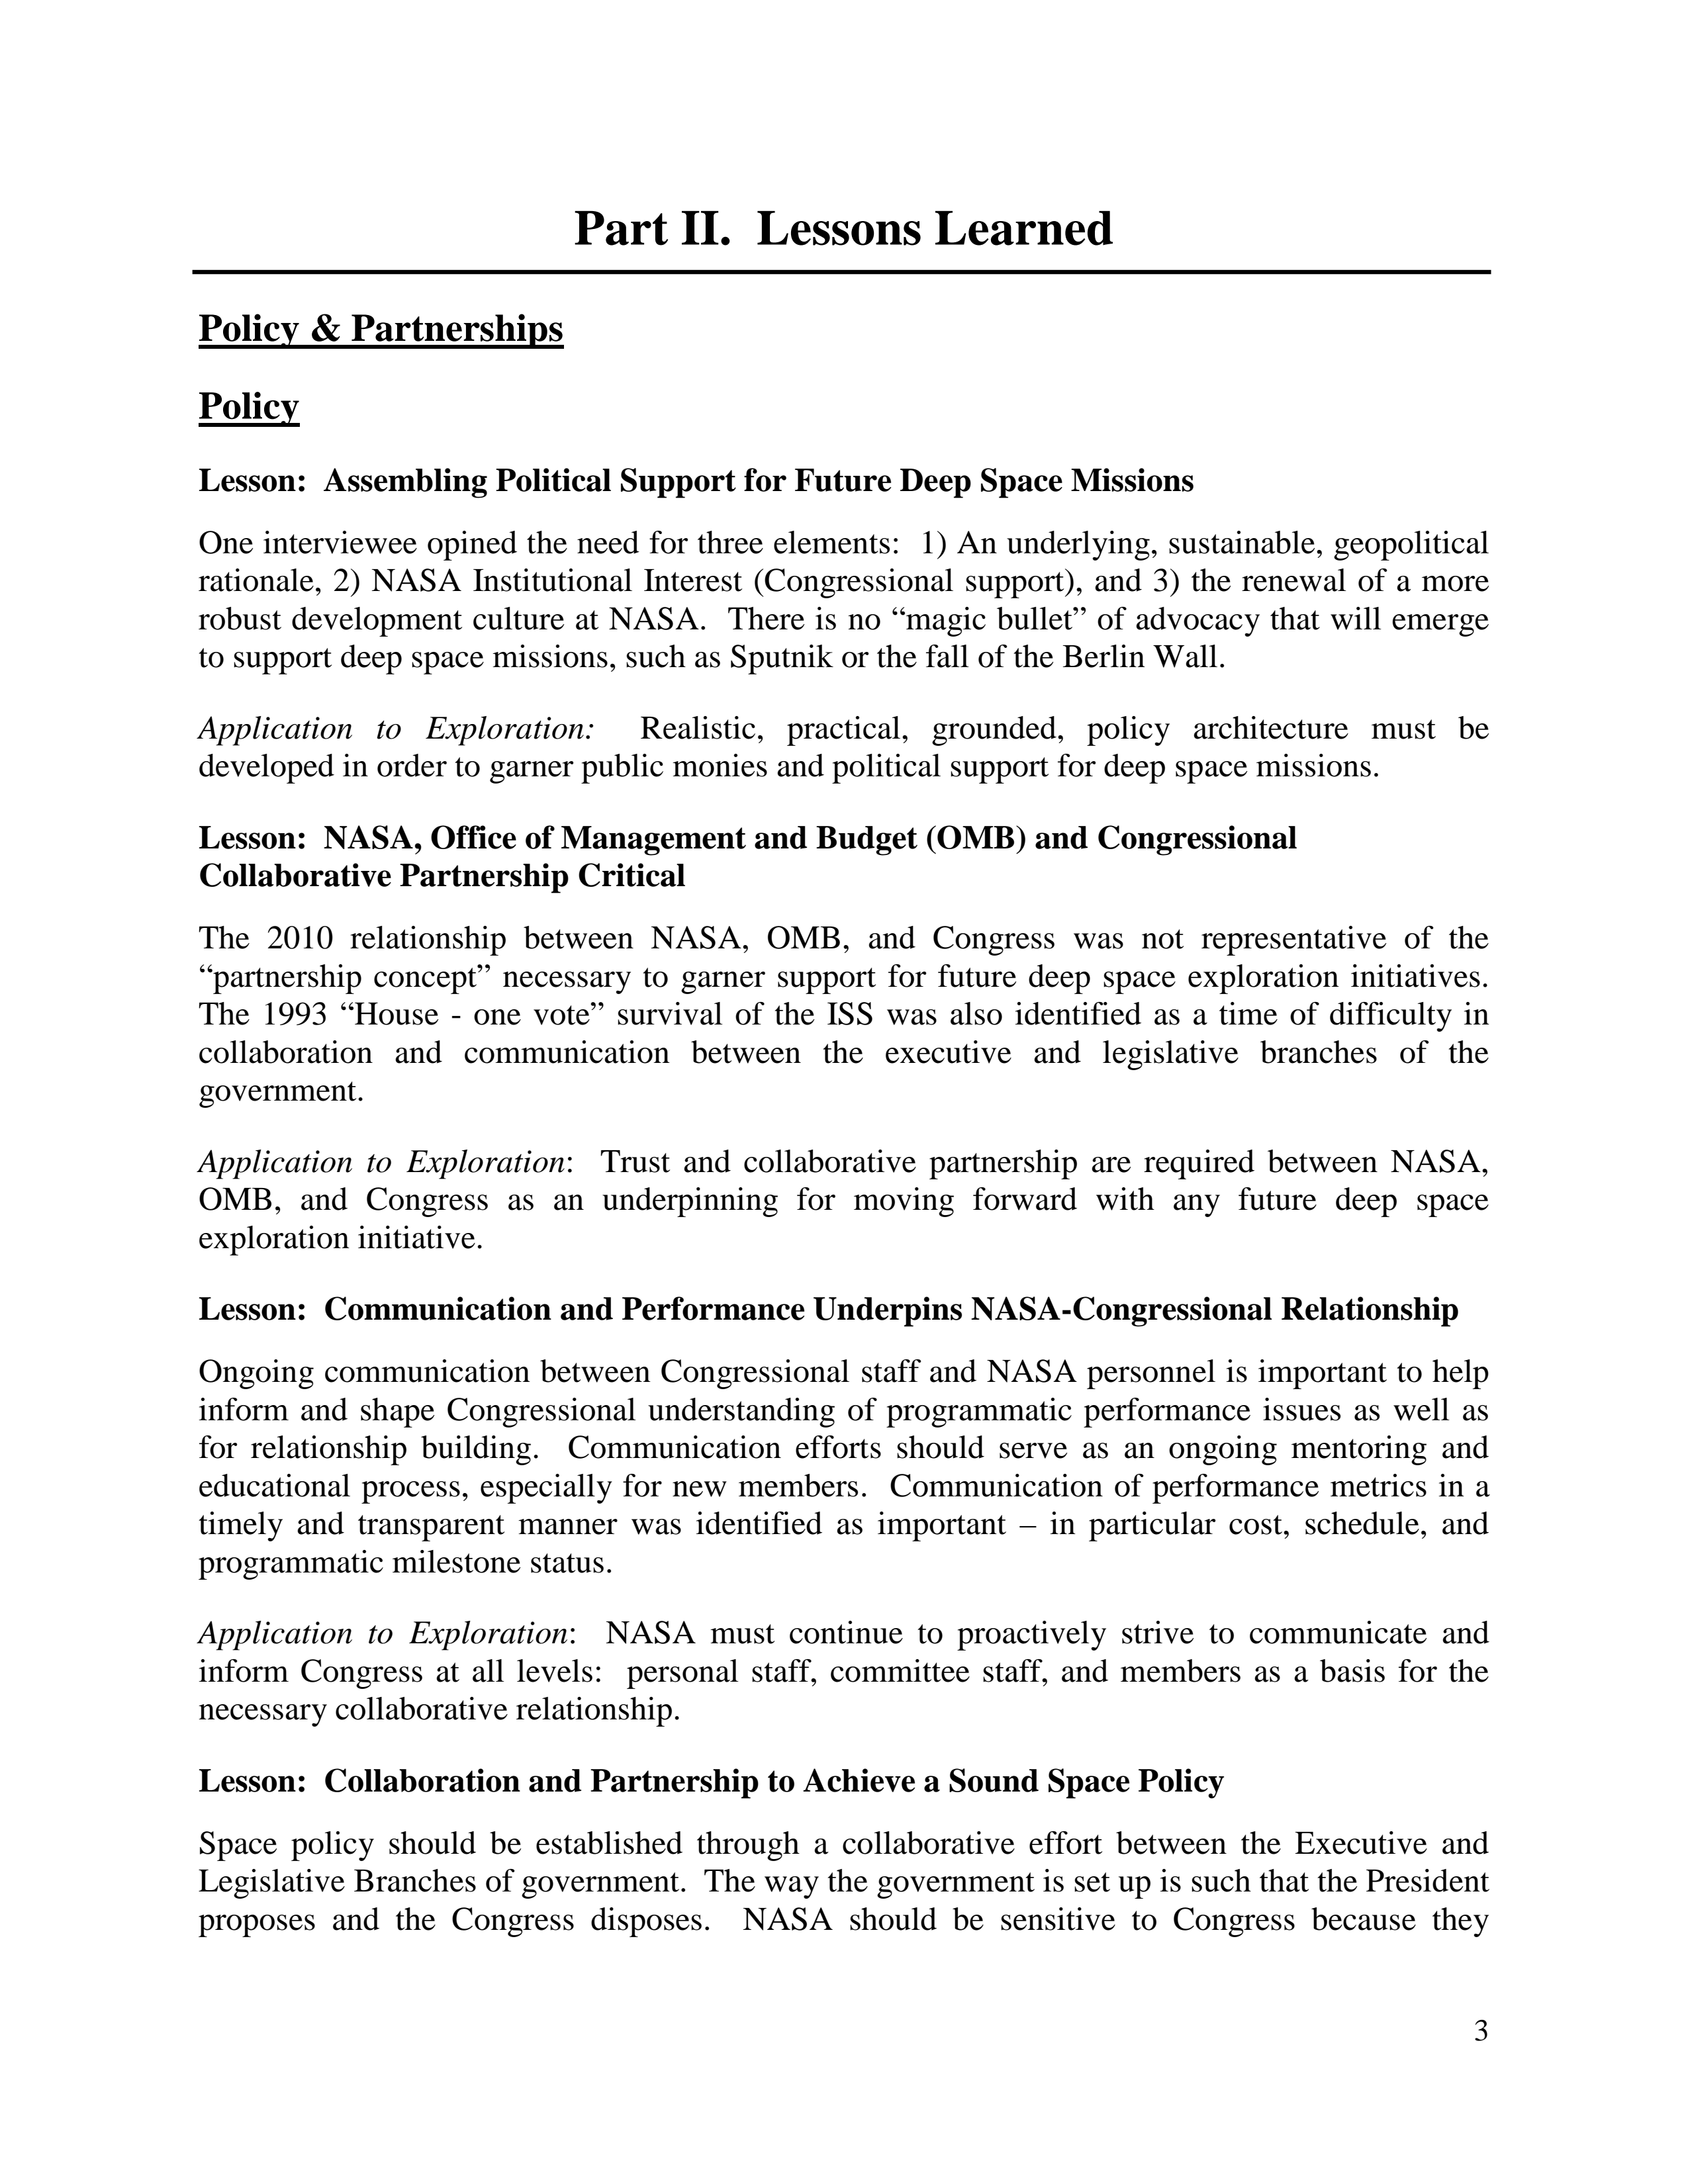 Part II.  Lessons Learned
Policy & Partnerships
Policy
Lesson:  Assembling Political Support for Future Deep Space Missions
One interviewee opined the need for three elements:  1) An underlying, sustainable, geopolitical
rationale, 2) NASA Institutional Interest (Congressional support), and 3) the renewal of a more
robust development culture at NASA.  There is no “magic bullet” of advocacy that will emerge
to support deep space missions, such as Sputnik or the fall of the Berlin Wall.
Application to Exploration:  Realistic, practical, grounded, policy architecture must be
developed in order to garner public monies and political support for deep space missions.
Lesson:  NASA, Office of Management and Budget (OMB) and Congressional
Collaborative Partnership Critical
The 2010 relationship between NASA, OMB, and Congress was not representative of the
“partnership concept” necessary to garner support for future deep space exploration initiatives.
The 1993 “House - one vote” survival of the ISS was also identified as a time of difficulty in
collaboration and communication between the executive and legislative branches of the
government.
Application to Exploration:  Trust and collaborative partnership are required between NASA,
OMB, and Congress as an underpinning for moving forward with any future deep space
exploration initiative.
Lesson:  Communication and Performance Underpins NASA-Congressional Relationship
Ongoing communication between Congressional staff and NASA personnel is important to help
inform and shape Congressional understanding of programmatic performance issues as well as
for relationship building.  Communication efforts should serve as an ongoing mentoring and
educational process, especially for new members.  Communication of performance metrics in a
timely and transparent manner was identified as important – in particular cost, schedule, and
programmatic milestone status.
Application to Exploration:  NASA must continue to proactively strive to communicate and
inform Congress at all levels:  personal staff, committee staff, and members as a basis for the
necessary collaborative relationship.
Lesson:  Collaboration and Partnership to Achieve a Sound Space Policy
Space policy should be established through a collaborative effort between the Executive and
Legislative Branches of government.  The way the government is set up is such that the President
proposes and the Congress disposes.  NASA should be sensitive to Congress because they
3